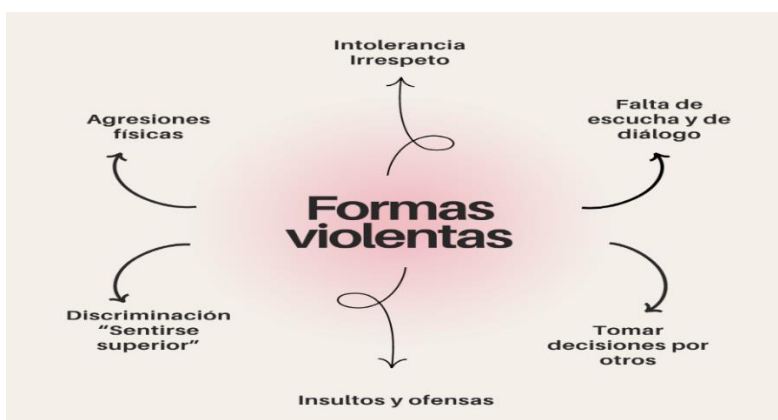 Intolerancia
Irrespeto
Agresiones
físicas
Falta de
escucha y de
diálogo
Formas
violentas
Discriminación
“Sentirse
superior”
Tomar
decisiones por
otros
Insultos y ofensas